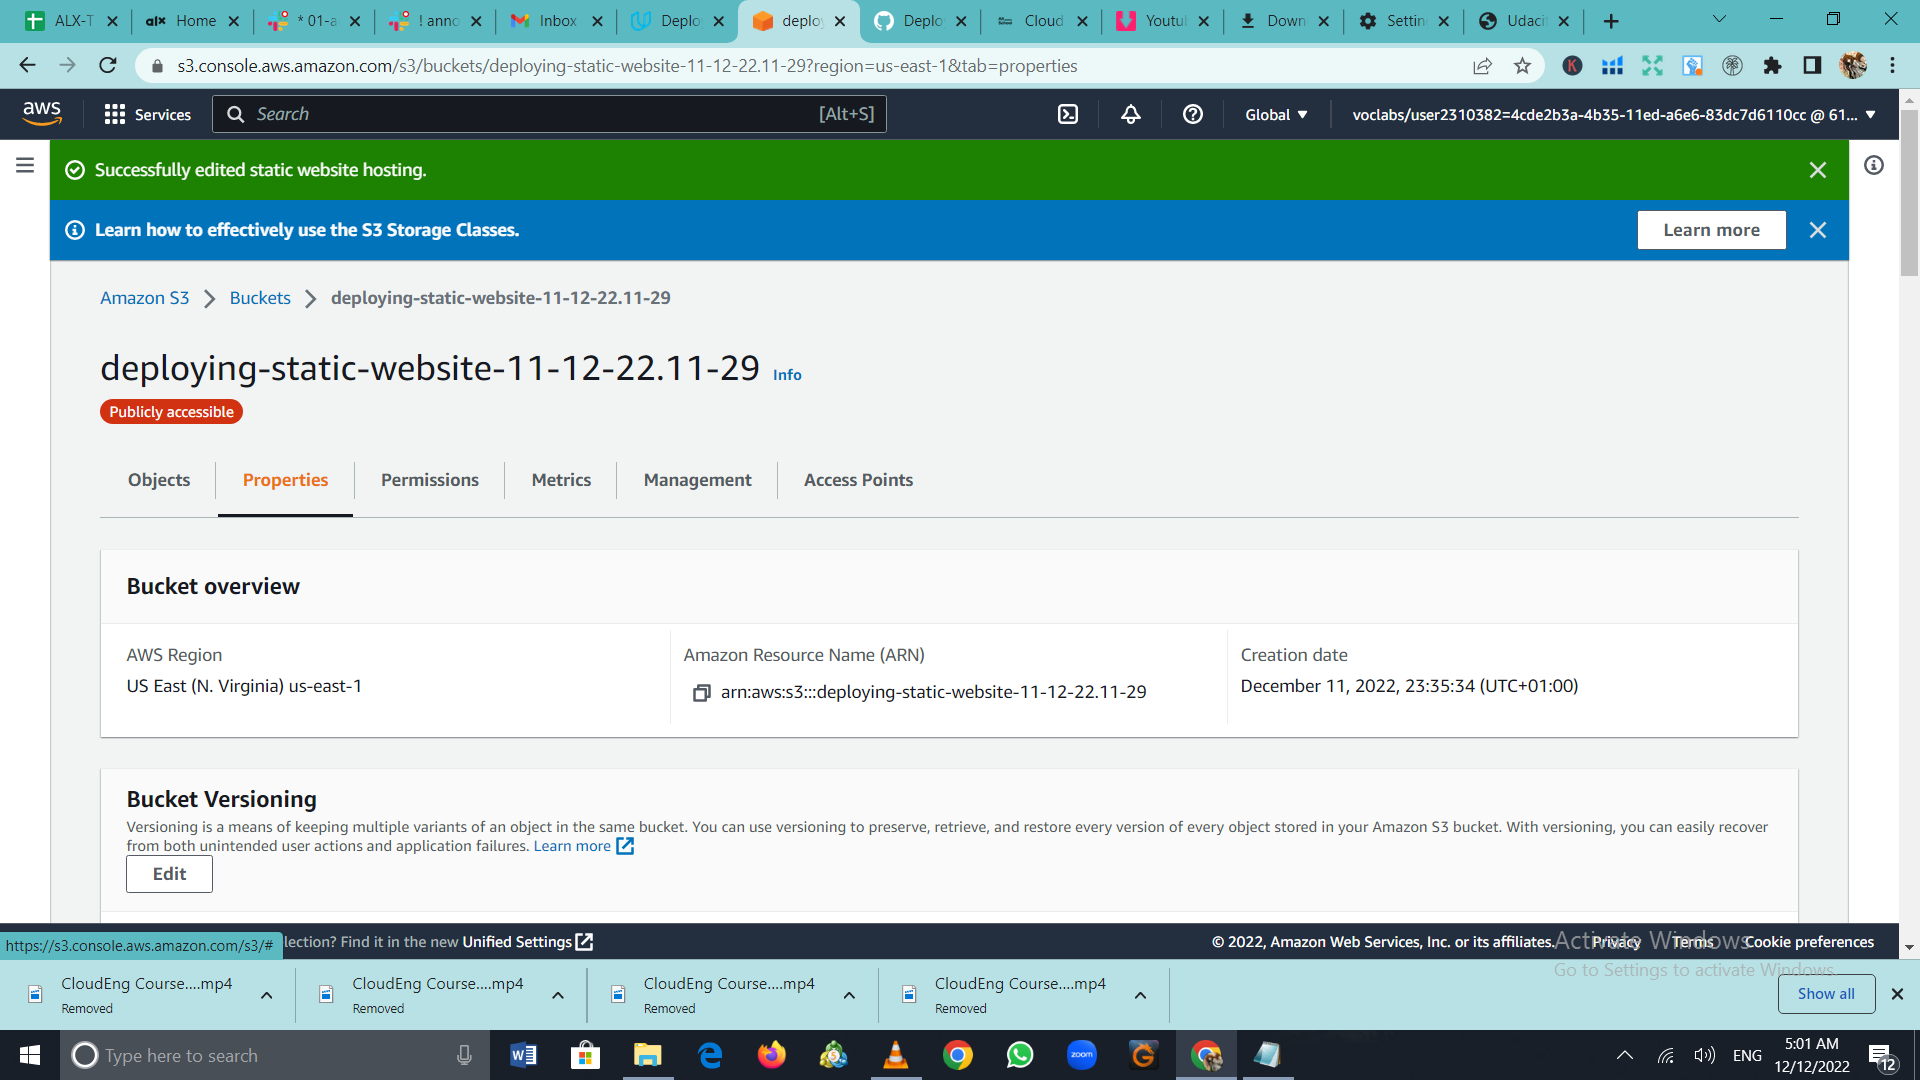 ALX-T
alx Home
* 01-a
! anno
Inbox
Deplo
deploy
Deploy
Cloud
Youtu
Down
Settin
Udacit
s3.console.aws.amazon.com/s3/buckets/deploying-static-website-11-12-22.11-29?region=us-east-1&tab=properties
aws
Services
Search
[Alt+S]
Global
voclabs/user2310382=4cde2b3a-4b35-11ed-a6e6-83dc7d6110cc @ 61...
Successfully edited static website hosting.
Learn how to effectively use the S3 Storage Classes.
Learn more
Amazon S3 > Buckets > deploying-static-website-11-12-22.11-29
deploying-static-website-11-12-22.11-29 Info
Publicly accessible
Objects
Properties
Permissions
Metrics
Management
Access Points
Bucket overview
AWS Region
US East (N. Virginia) us-east-1
Amazon Resource Name (ARN)
arn:aws:s3:::deploying-static-website-11-12-22.11-29
Creation date
December 11, 2022, 23:35:34 (UTC+01:00)
Bucket Versioning
Versioning is a means of keeping multiple variants of an object in the same bucket. You can use versioning to preserve, retrieve, and restore every version of every object stored in your Amazon S3 bucket. With versioning, you can easily recover
from both unintended user actions and application failures. Learn more
Edit
https://s3.console.aws.amazon.com/s3/#
lection? Find it in the new Unified Settings
© 2022, Amazon Web Services, Inc. or its affiliates.
Privacy
Terms
Cookie preferences
Activate Windows
Go to Settings to activate Windows.
CloudEng Course....mp4
Removed
CloudEng Course....mp4
Removed
CloudEng Course....mp4
Removed
CloudEng Course....mp4
Removed
Show all
Type here to search
zoom
ENG
5:01 AM
12/12/2022
12